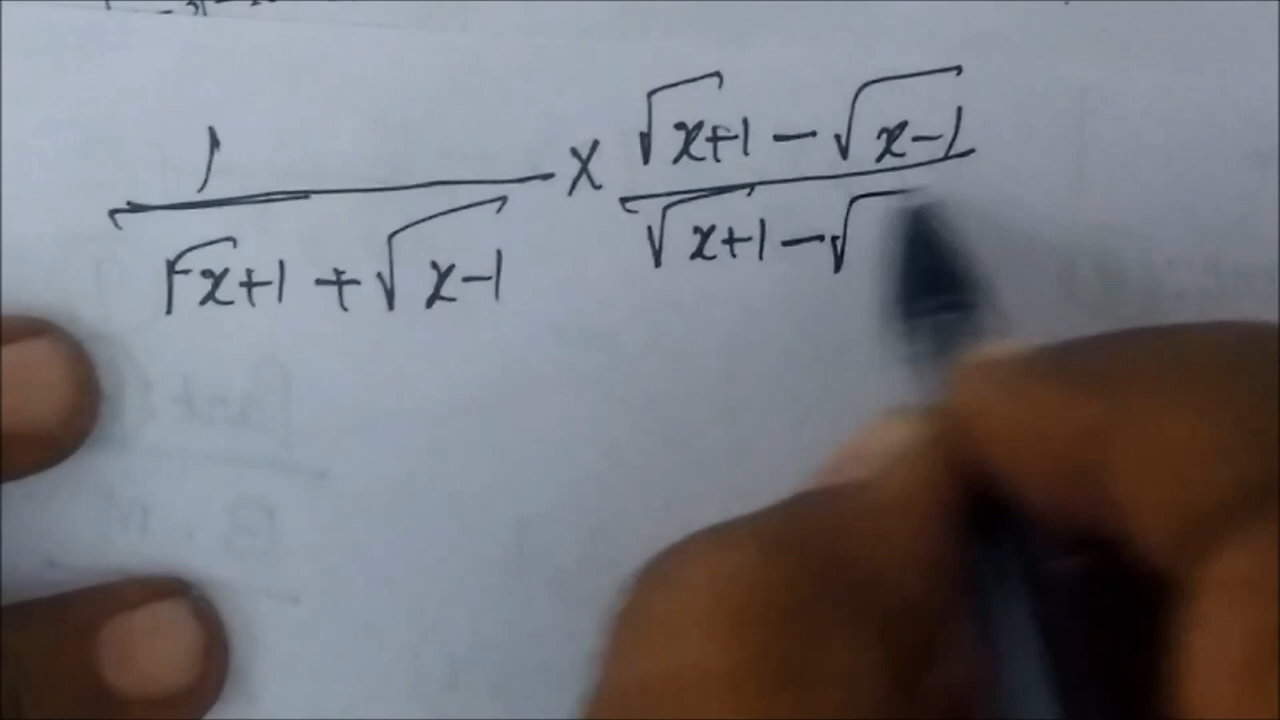 1/(√x+1 + √x-1) × (√x+1 - √x-1)/(√x+1 - √